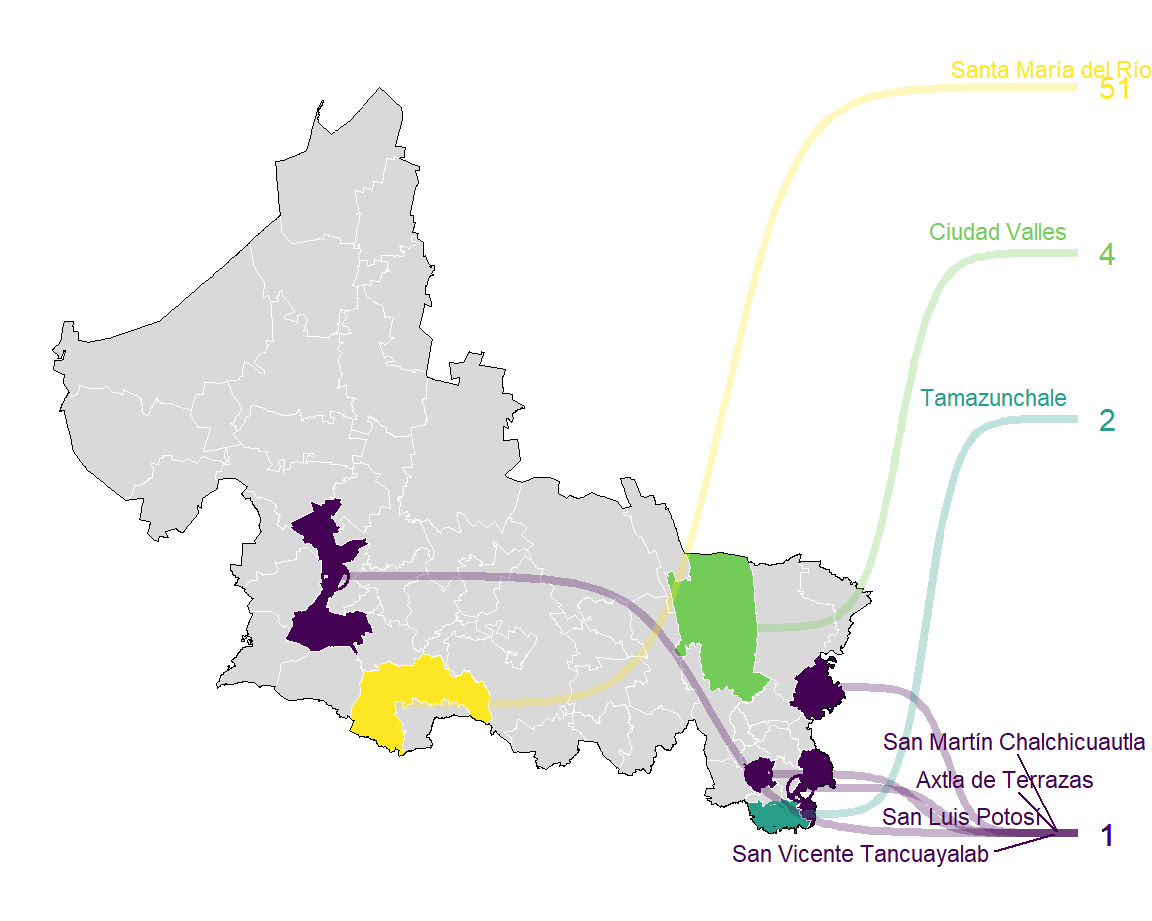 Santa María del Río
51
Ciudad Valles
4
Tamazunchale
2
San Martín Chalchicuautla
Axtla de Terrazas
San Luis Potosí
1
San Vicente Tancuayalab